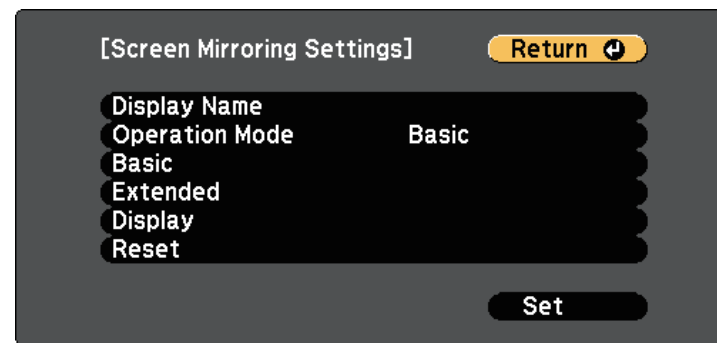 [Screen Mirroring Settings] Return
Display Name
Operation Mode Basic
Basic
Extended
Display
Reset
Set